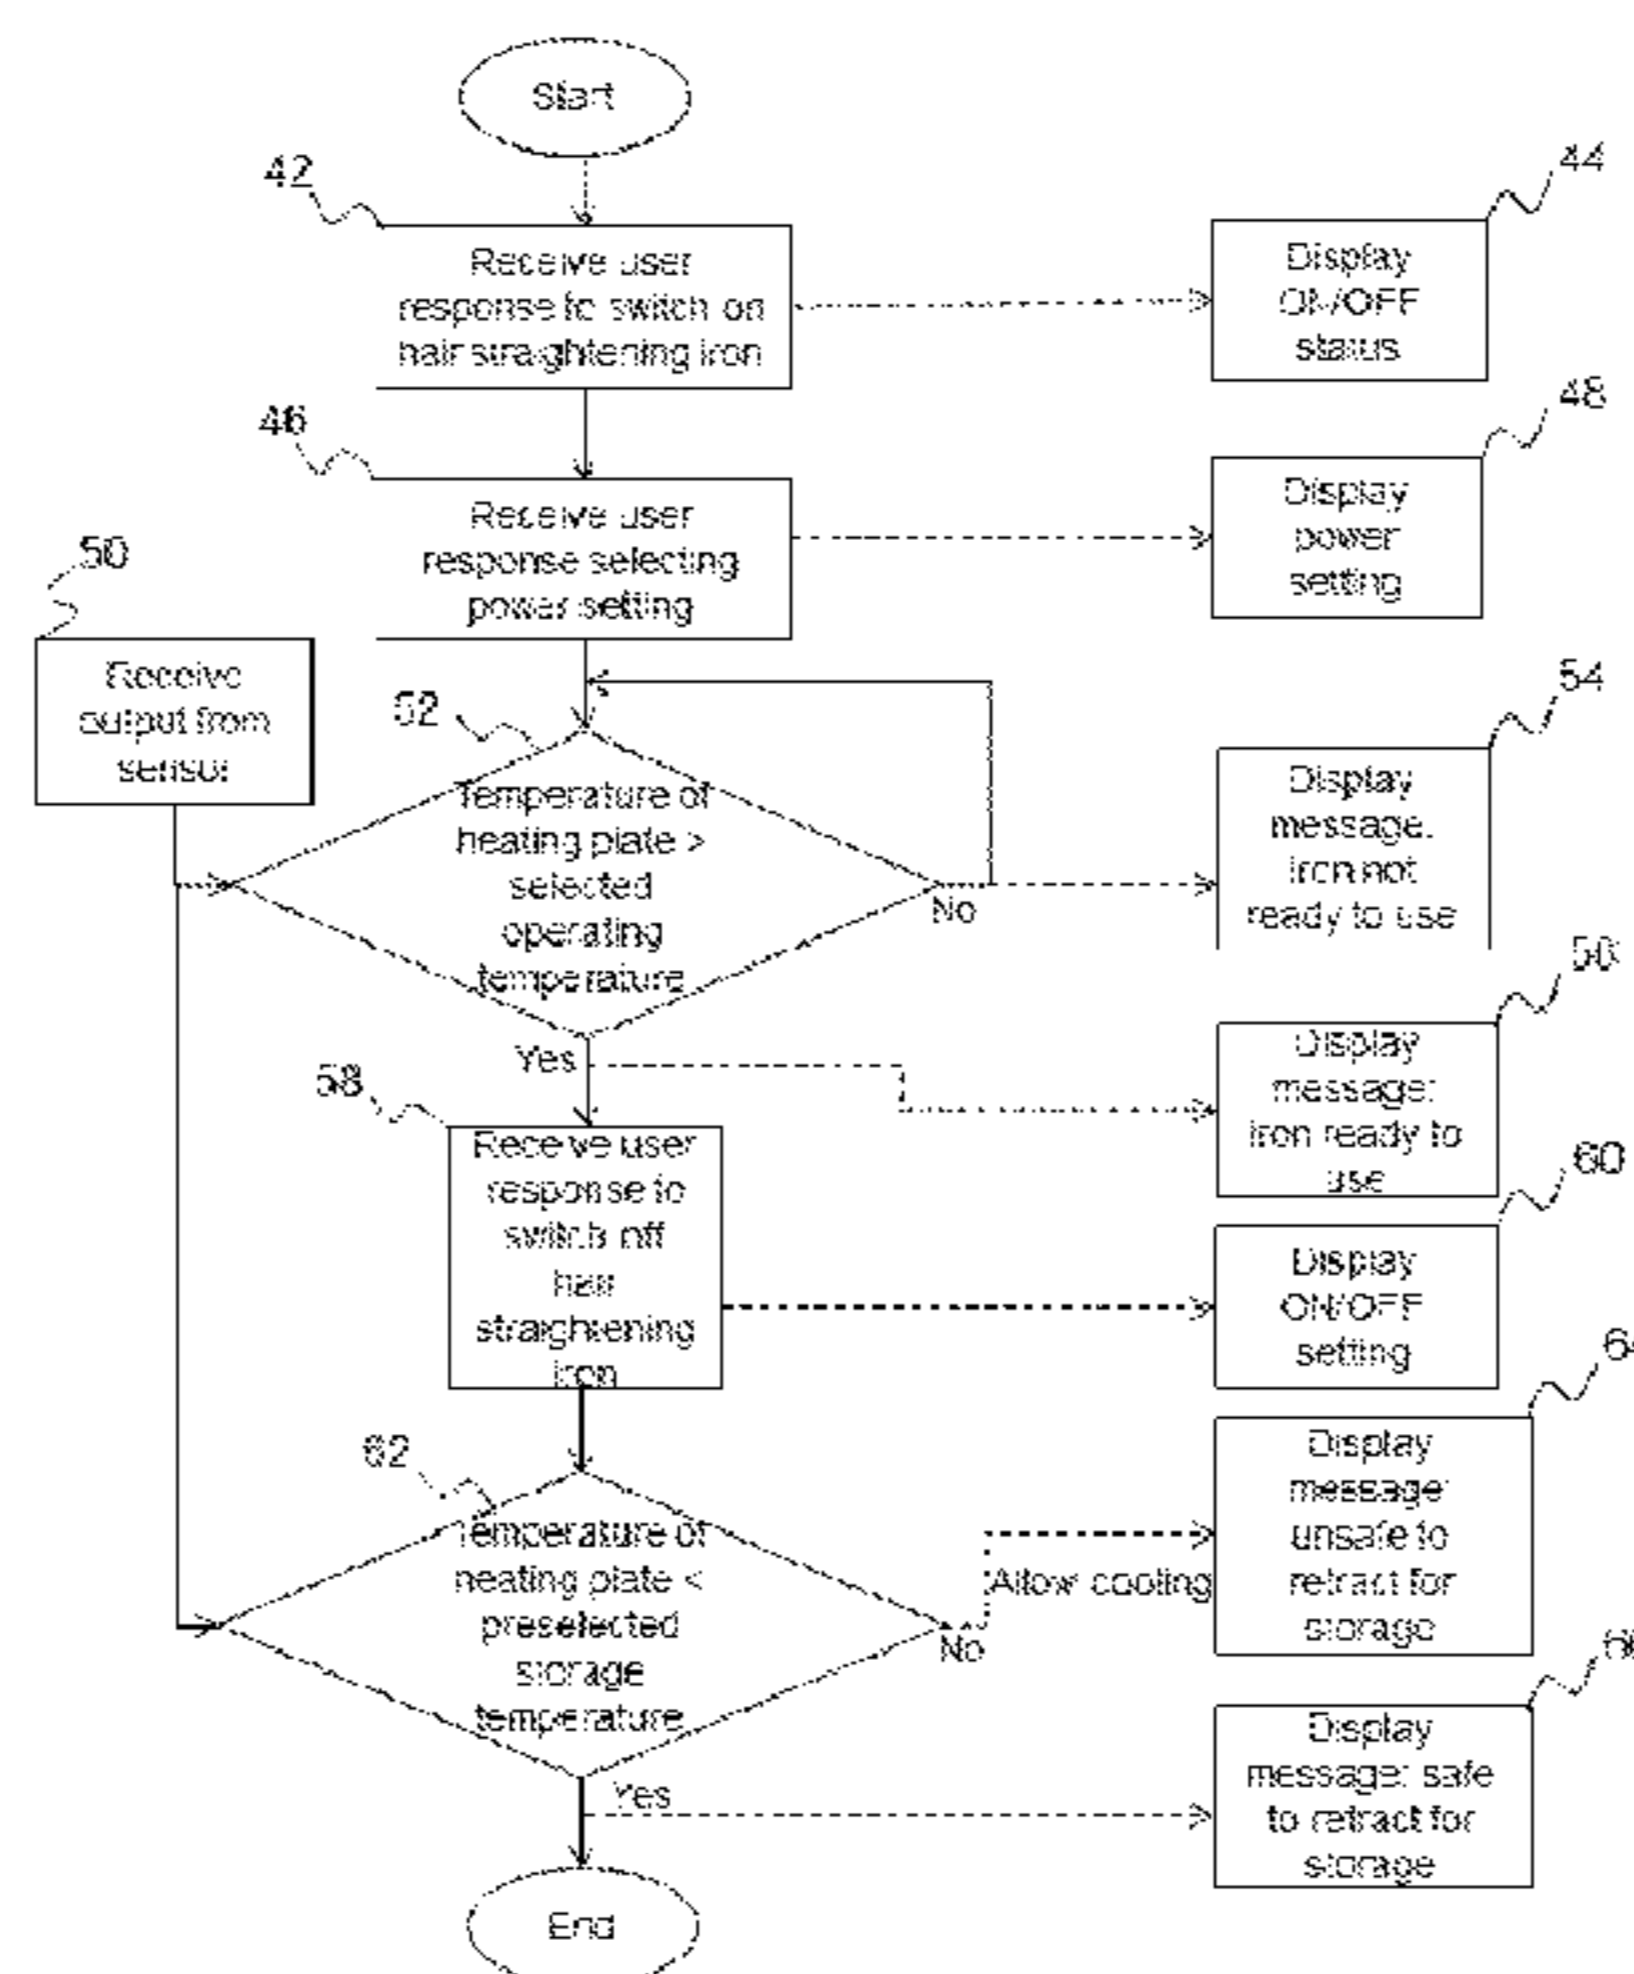 Start
42
Receive user
response to switch on
hair straightening iron
44
Display
ON/OFF
status
46
Receive user
response selecting
power setting
48
Display
power
setting
50
Receive
output from
sensor
52
Temperature of
heating plate >
selected
operating
temperature
No
54
Display
message:
iron not
ready to use
Yes
Display
message:
iron ready to
use
58
Receive user
response to
switch off
hair
straightening
iron
60
Display
ON/OFF
setting
62
Temperature of
heating plate <
preselected
storage
temperature
No
Allow cooling
Display
message
unsafe to
retract for
storage
Yes
Display
message: safe
to retract for
storage
End